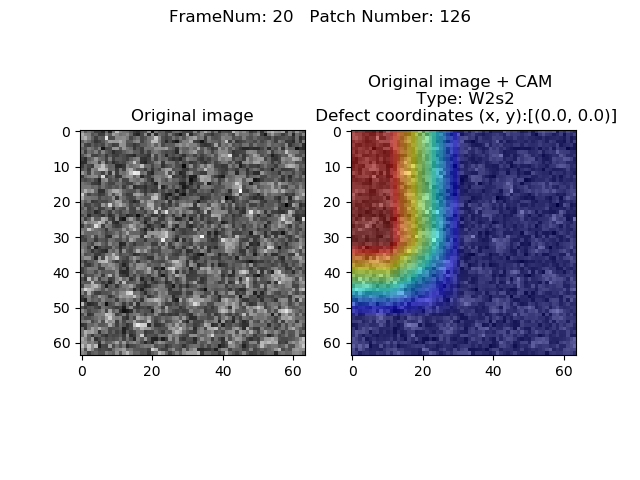 FrameNum: 20   Patch Number: 126
Original image
0
10
20
30
40
50
60
0 20 40 60
Original image + CAM
Type: W2s2
Defect coordinates (x, y):[(0.0, 0.0)]
0
10
20
30
40
50
60
0 20 40 60